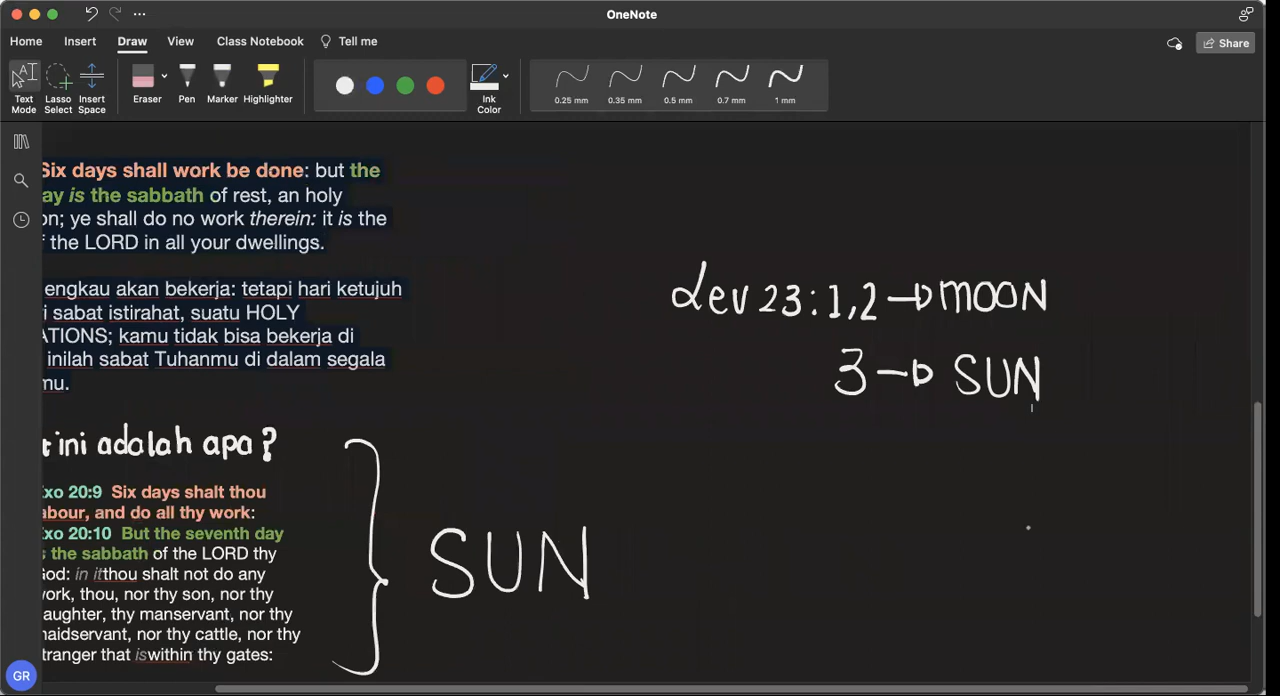 OneNote
Home Insert Draw View Class Notebook Tell me
Share
Text Mode
Lasso Select
Insert Space
Eraser
Pen
Marker
Highlighter
Ink Color
0.25 mm
0.35 mm
0.5 mm
0.7 mm
1 mm
Six days shall work be done: but the
ay is the sabbath of rest, an holy
on; ye shall do no work therein: it is the
f the LORD in all your dwellings.
engkau akan bekerja: tetapi hari ketujuh
i sabat istirahat, suatu HOLY
ATIONS; kamu tidak bisa bekerja di
inilah sabat Tuhanmu di dalam segala
mu.
t ini adalah apa?
Exo 20:9 Six days shalt thou
abour, and do all thy work:
Exo 20:10 But the seventh day
s the sabbath of the LORD thy
God: in itthou shalt not do any
work, thou, nor thy son, nor thy
aughter, thy manservant, nor thy
maidservant, nor thy cattle, nor thy
tranger that iswithin thy gates:
SUN
Lev 23:1,2 → MOON
3 → SUN
GR